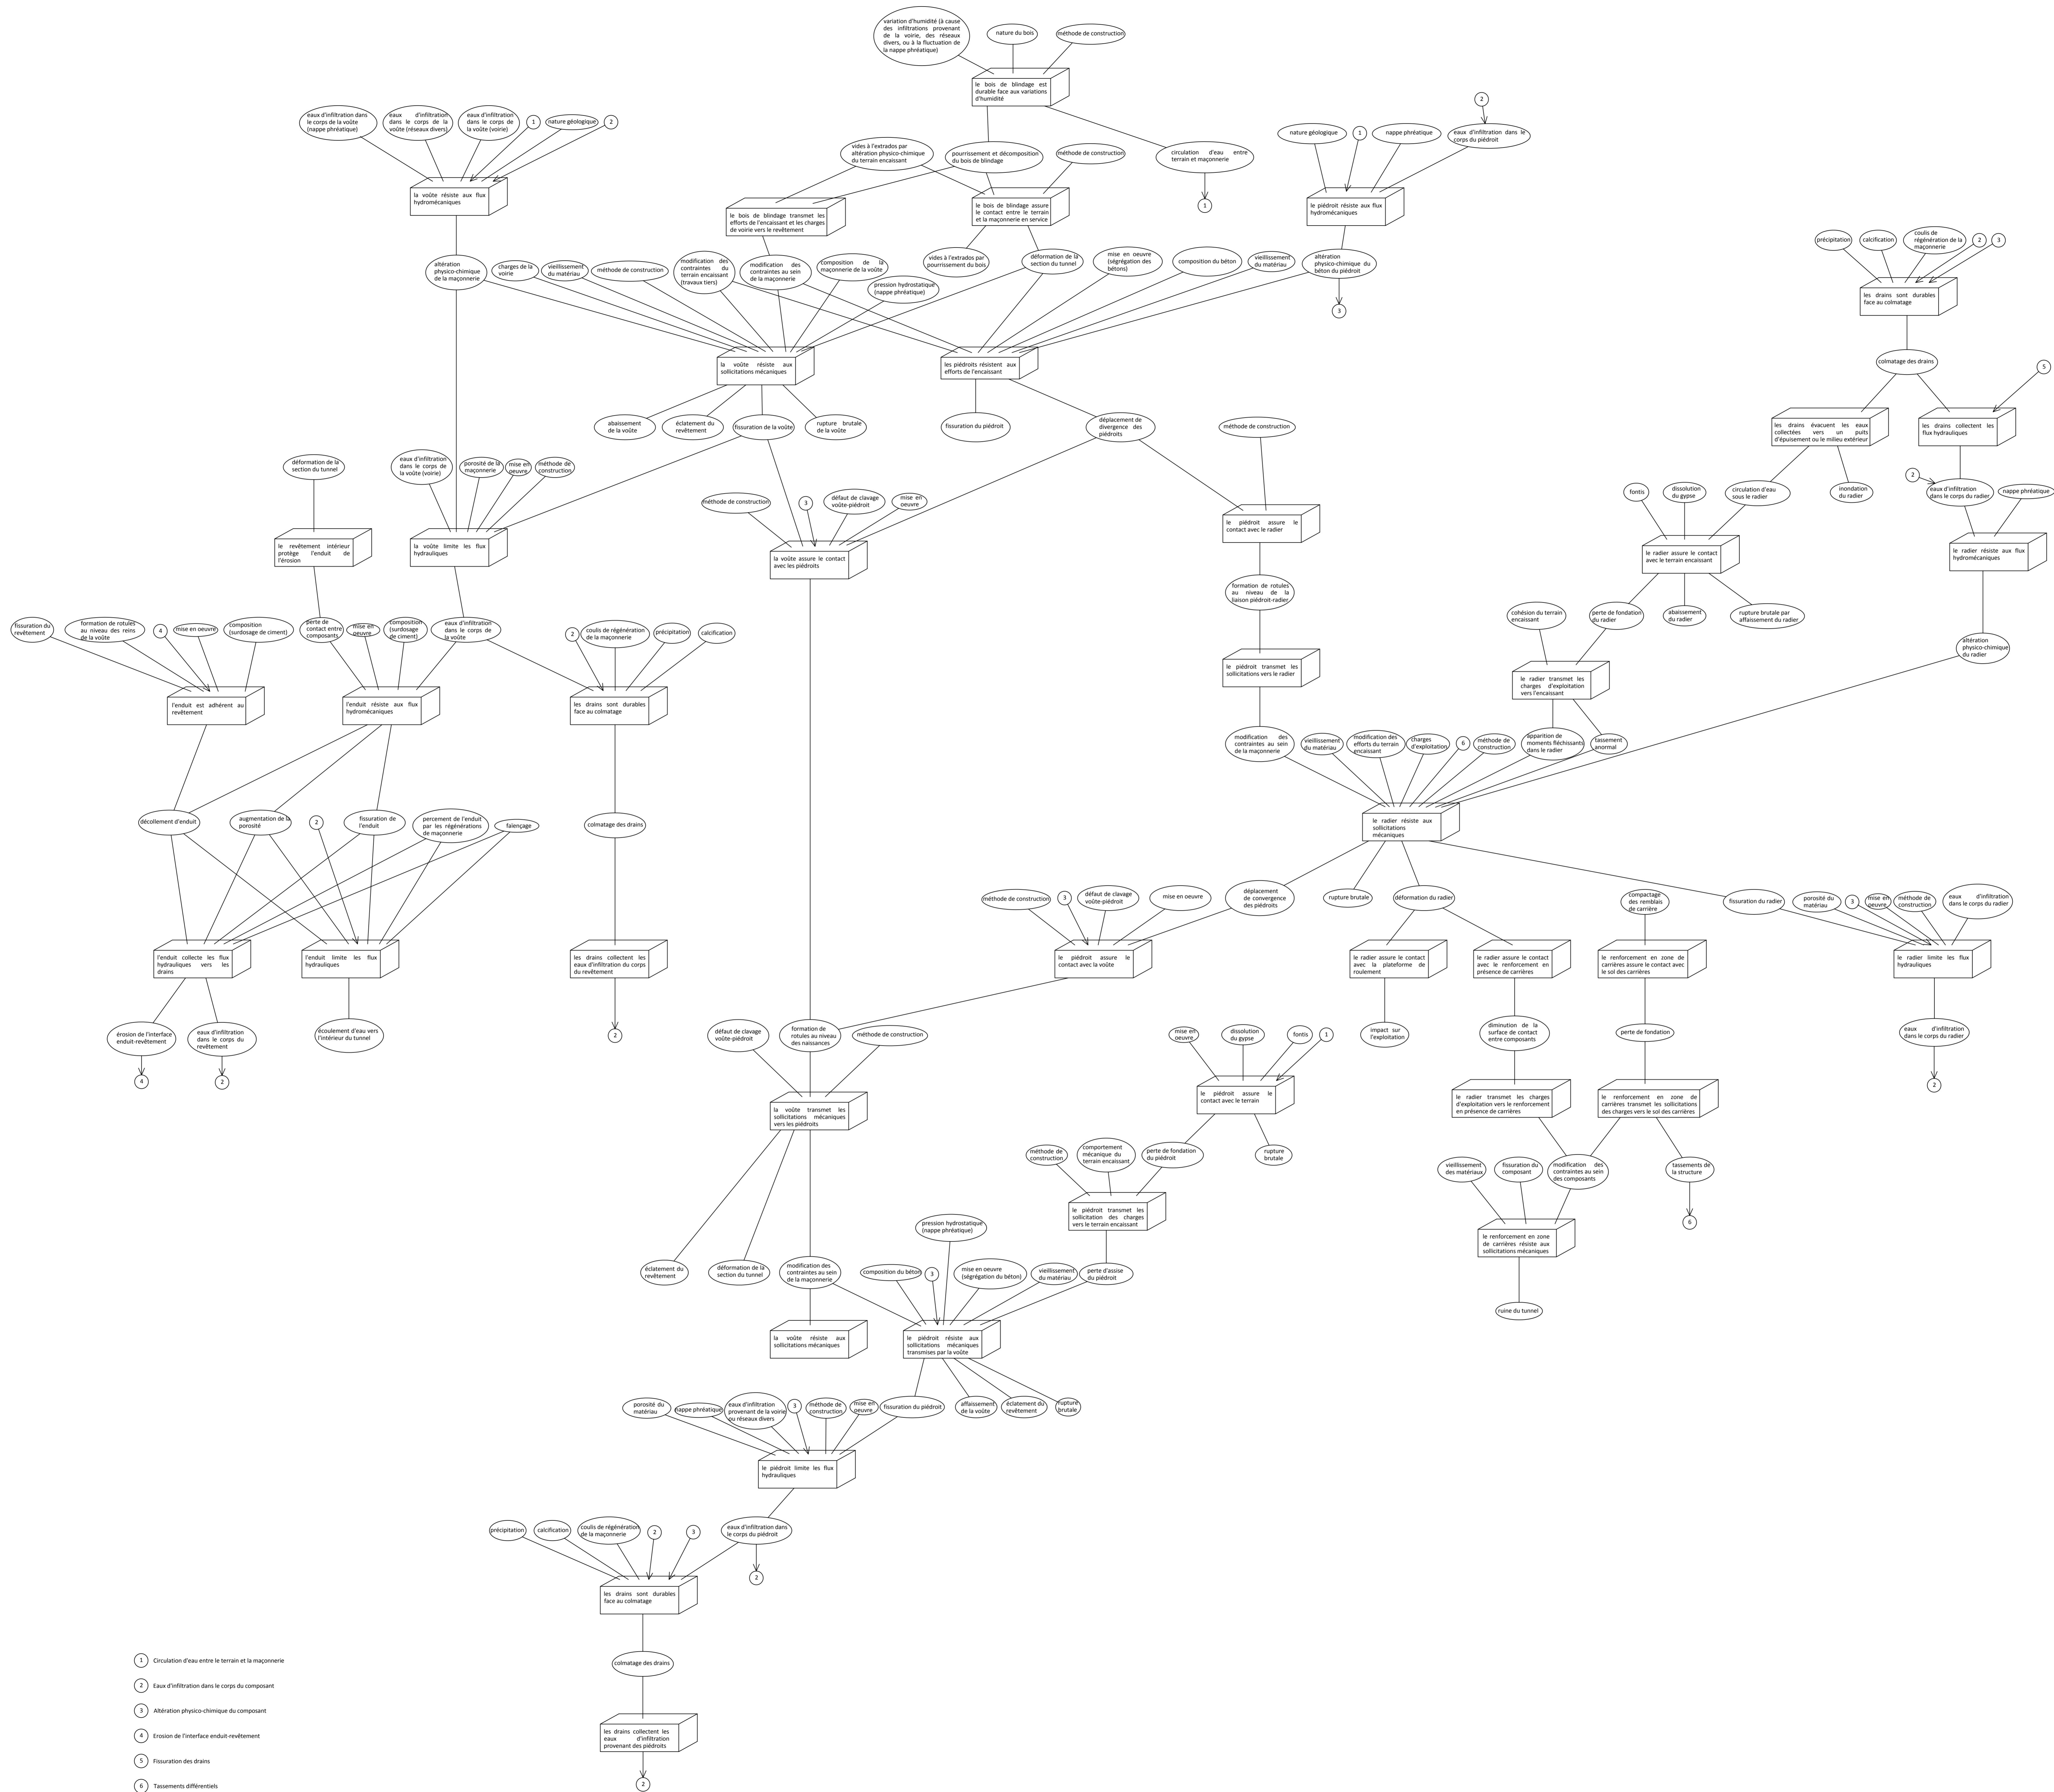 variation d'humidité (à cause
des infiltrations provenant
de la voirie, des réseaux
divers, ou à la fluctuation de
la nappe phréatique)
nature du bois
méthode de construction
le bois de blindage est
durable face aux variations
d'humidité
eaux d'infiltration dans
le corps de la voûte
(nappe phréatique)
eaux d'infiltration
dans le corps de la
voûte (réseaux divers)
eaux d'infiltration
dans le corps de
la voûte (voirie)
1
nature géologique
2
vides à l'extrados par
altération physico-chimique
du terrain encaissant
pourrissement et décomposition
du bois de blindage
méthode de construction
circulation d'eau entre
terrain et maçonnerie
1
nature géologique
1
nappe phréatique
2
eaux d'infiltration dans le
corps du piédroit
la voûte résiste aux flux
hydromécaniques
le bois de blindage transmet les
efforts de l'encaissant et les charges
de voirie vers le revêtement
le bois de blindage assure
le contact entre le terrain
et la maçonnerie en service
le piédroit résiste aux flux
hydromécaniques
altération
physico-chimique
de la maçonnerie
charges de la
voirie
vieillissement
du matériau
méthode de construction
modification des
contraintes du
terrain encaissant
(travaux tiers)
modification des
contraintes au sein
de la maçonnerie
composition de la
maçonnerie de la voûte
pression hydrostatique
(nappe phréatique)
vides à l'extrados par
pourrissement du bois
déformation de la
section du tunnel
mise en oeuvre
(ségrégation des
bétons)
composition du béton
vieillissement
du matériau
altération
physico-chimique du
béton du piédroit
3
précipitation
calcification
coulis de
régénération de la
maçonnerie
2
3
les drains sont durables
face au colmatage
colmatage des drains
5
la voûte résiste aux
sollicitations mécaniques
les piédroits résistent aux
efforts de l'encaissant
abaissement
de la voûte
éclatement du
revêtement
fissuration de la voûte
rupture brutale
de la voûte
fissuration du piédroit
déplacement de
divergence des
piédroits
méthode de construction
les drains évacuent les eaux
collectées vers un puits
d'épuisement ou le milieu extérieur
les drains collectent les
flux hydrauliques
déformation de la
section du tunnel
eaux d'infiltration
dans le corps de
la voûte (voirie)
porosité de la
maçonnerie
mise en
oeuvre
méthode de
construction
méthode de construction
3
défaut de clavage
voûte-piédroit
mise en
oeuvre
fontis
dissolution
du gypse
circulation d'eau
sous le radier
inondation
du radier
2
eaux d'infiltration
dans le corps du radier
nappe phréatique
le revêtement intérieur
protège l'enduit de
l'érosion
la voûte limite les flux
hydrauliques
la voûte assure le contact
avec les piédroits
le piédroit assure le
contact avec le radier
le radier assure le contact
avec le terrain encaissant
le radier résiste aux flux
hydromécaniques
formation de rotules
au niveau de la
liaison piédroit-radier
fissuration du
revêtement
formation de rotules
au niveau des reins
de la voûte
4
mise en oeuvre
composition
(surdosage de ciment)
perte de
contact entre
composants
mise en
oeuvre
composition
(surdosage
de ciment)
eaux d'infiltration
dans le corps de
la voûte
2
coulis de régénération
de la maçonnerie
précipitation
calcification
cohésion du terrain
encaissant
perte de fondation
du radier
abaissement
du radier
rupture brutale par
affaissement du radier
altération
physico-chimique
du radier
l'enduit est adhérent au
revêtement
l'enduit résiste aux flux
hydromécaniques
les drains sont durables
face au colmatage
le piédroit transmet les
sollicitations vers le radier
le radier transmet les
charges d'exploitation
vers l'encaissant
modification des
contraintes au sein
de la maçonnerie
vieillissement
du matériau
modification des
efforts du terrain
encaissant
charges
d'exploitation
6
méthode de
construction
apparition de
moments fléchissants
dans le radier
tassement
anormal
décollement d'enduit
augmentation de la
porosité
2
fissuration de
l'enduit
percement de l'enduit
par les régénérations
de maçonnerie
faïençage
colmatage des drains
le radier résiste aux
sollicitations
mécaniques
méthode de construction
3
défaut de clavage
voûte-piédroit
mise en oeuvre
déplacement
de convergence
des piédroits
rupture brutale
déformation du radier
compactage
des remblais
de carrière
fissuration du radier
porosité du
matériau
3
mise en
oeuvre
méthode de
construction
eaux d'infiltration
dans le corps du radier
l'enduit collecte les flux
hydrauliques vers les
drains
l'enduit limite les flux
hydrauliques
les drains collectent les
eaux d'infiltration du corps
du revêtement
le piédroit assure le
contact avec la voûte
le radier assure le contact
avec la plateforme de
roulement
le radier assure le contact
avec le renforcement en
présence de carrières
le renforcement en zone de
carrières assure le contact avec
le sol des carrières
le radier limite les flux
hydrauliques
érosion de l'interface
enduit-revêtement
4
eaux d'infiltration
dans le corps du
revêtement
2
écoulement d'eau vers
l'intérieur du tunnel
2
défaut de clavage
voûte-piédroit
formation de
rotules au niveau
des naissances
méthode de construction
mise en
oeuvre
dissolution
du gypse
fontis
1
impact sur
l'exploitation
diminution de la
surface de contact
entre composants
perte de fondation
eaux d'infiltration
dans le corps du radier
2
la voûte transmet les
sollicitations mécaniques
vers les piédroits
le piédroit assure le
contact avec le terrain
le radier transmet les charges
d'exploitation vers le renforcement
en présence de carrières
le renforcement en zone de
carrières transmet les sollicitations
des charges vers le sol des carrières
méthode de
construction
comportement
mécanique du
terrain encaissant
perte de fondation
du piédroit
rupture
brutale
vieillissement
des matériaux
fissuration du
composant
modification des
contraintes au sein
des composants
tassements de
la structure
6
le piédroit transmet les
sollicitation des charges
vers le terrain encaissant
le renforcement en zone
de carrières résiste aux
sollicitations mécaniques
éclatement du
revêtement
déformation de la
section du tunnel
modification des
contraintes au sein
de la maçonnerie
composition du béton
3
pression hydrostatique
(nappe phréatique)
mise en oeuvre
(ségrégation du béton)
vieillissement
du matériau
perte d'assise
du piédroit
ruine du tunnel
la voûte résiste aux
sollicitations mécaniques
le piédroit résiste aux
sollicitations mécaniques
transmises par la voûte
porosité du
matériau
nappe phréatique
eaux d'infiltration
provenant de la voirie
ou réseaux divers
3
méthode de
construction
mise en
oeuvre
fissuration du piédroit
affaissement
de la voûte
éclatement du
revêtement
rupture
brutale
le piédroit limite les flux
hydrauliques
précipitation
calcification
coulis de régénération
de la maçonnerie
2
3
eaux d'infiltration dans
le corps du piédroit
2
les drains sont durables
face au colmatage
colmatage des drains
les drains collectent les
eaux d'infiltration
provenant des piédroits
2
1 Circulation d'eau entre le terrain et la maçonnerie
2 Eaux d'infiltration dans le corps du composant
3 Altération physico-chimique du composant
4 Erosion de l'interface enduit-revêtement
5 Fissuration des drains
6 Tassements différentiels